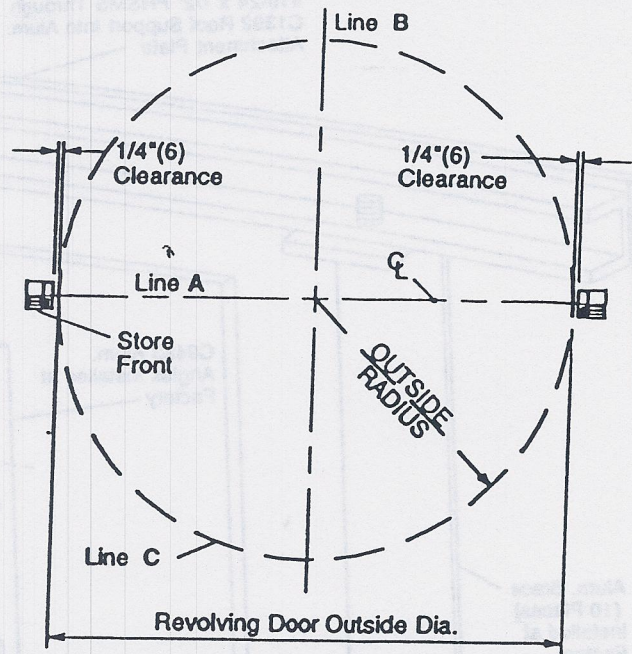 Line B
1/4"(6)
Clearance
1/4"(6)
Clearance
Line A
℄
Store
Front
OUTSIDE
RADIUS
Line C
Revolving Door Outside Dia.